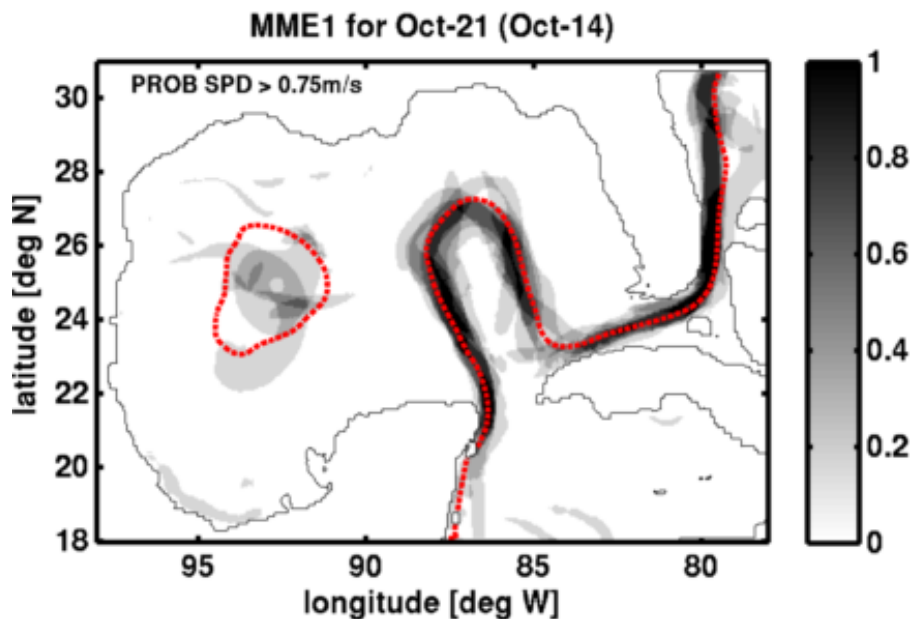 MME1 for Oct-21 (Oct-14)
PROB SPD > 0.75m/s
30
28
26
24
22
20
18
latitude [deg N]
95 90 85 80
longitude [deg W]
1
0.8
0.6
0.4
0.2
0